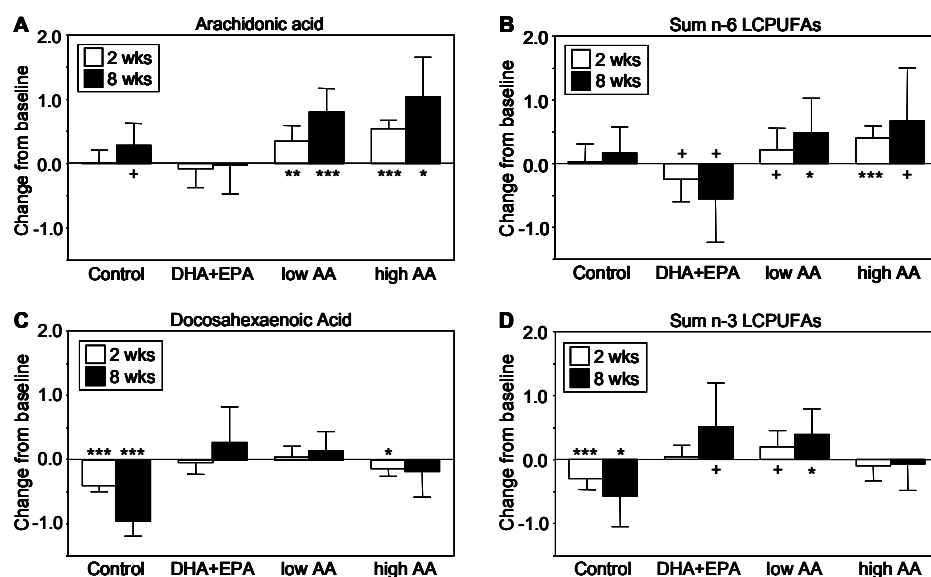 A
Arachidonic acid
2.0
1.0
0.0
-1.0
Change from baseline
2 wks
8 wks
+
** *** *** *
Control DHA+EPA low AA high AA
B
Sum n-6 LCPUFAs
2.0
1.0
0.0
-1.0
Change from baseline
2 wks
8 wks
+ +
+ * *** +
Control DHA+EPA low AA high AA
C
Docosahexaenoic Acid
2.0
1.0
0.0
-1.0
Change from baseline
2 wks
8 wks
*** *** *
Control DHA+EPA low AA high AA
D
Sum n-3 LCPUFAs
2.0
1.0
0.0
-1.0
Change from baseline
2 wks
8 wks
*** *
+ + *
Control DHA+EPA low AA high AA